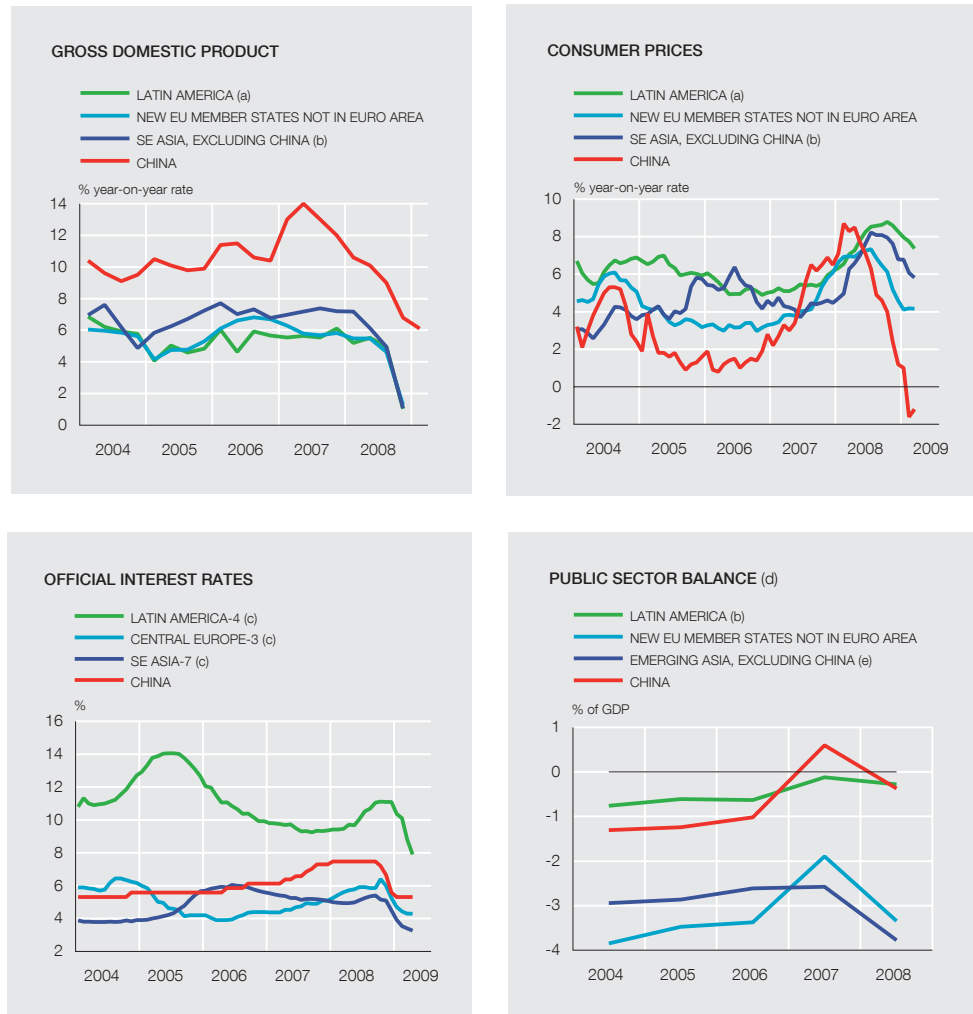 GROSS DOMESTIC PRODUCT
LATIN AMERICA (a)
NEW EU MEMBER STATES NOT IN EURO AREA
SE ASIA, EXCLUDING CHINA (b)
CHINA
% year-on-year rate
14
12
10
8
6
4
2
0
2004 2005 2006 2007 2008
CONSUMER PRICES
LATIN AMERICA (a)
NEW EU MEMBER STATES NOT IN EURO AREA
SE ASIA, EXCLUDING CHINA (b)
CHINA
% year-on-year rate
10
8
6
4
2
0
-2
2004 2005 2006 2007 2008 2009
OFFICIAL INTEREST RATES
LATIN AMERICA-4 (c)
CENTRAL EUROPE-3 (c)
SE ASIA-7 (c)
CHINA
%
16
14
12
10
8
6
4
2
2004 2005 2006 2007 2008 2009
PUBLIC SECTOR BALANCE (d)
LATIN AMERICA (b)
NEW EU MEMBER STATES NOT IN EURO AREA
EMERGING ASIA, EXCLUDING CHINA (e)
CHINA
% of GDP
1
0
-1
-2
-3
-4
2004 2005 2006 2007 2008